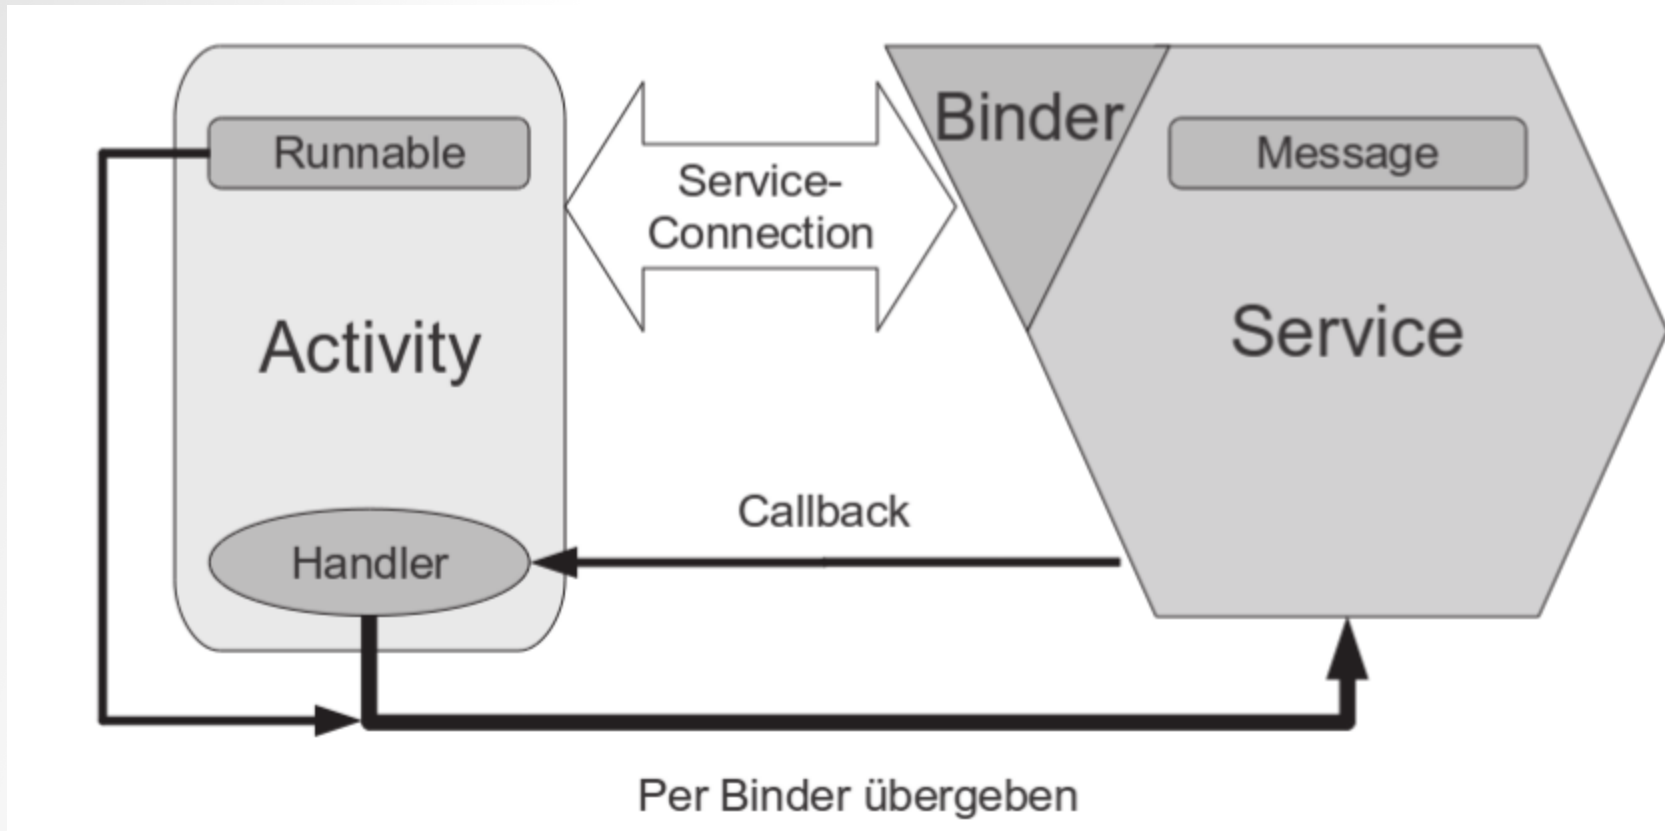 Binder
Runnable
Message
Service-
Connection
Activity
Service
Callback
Handler
Per Binder übergeben